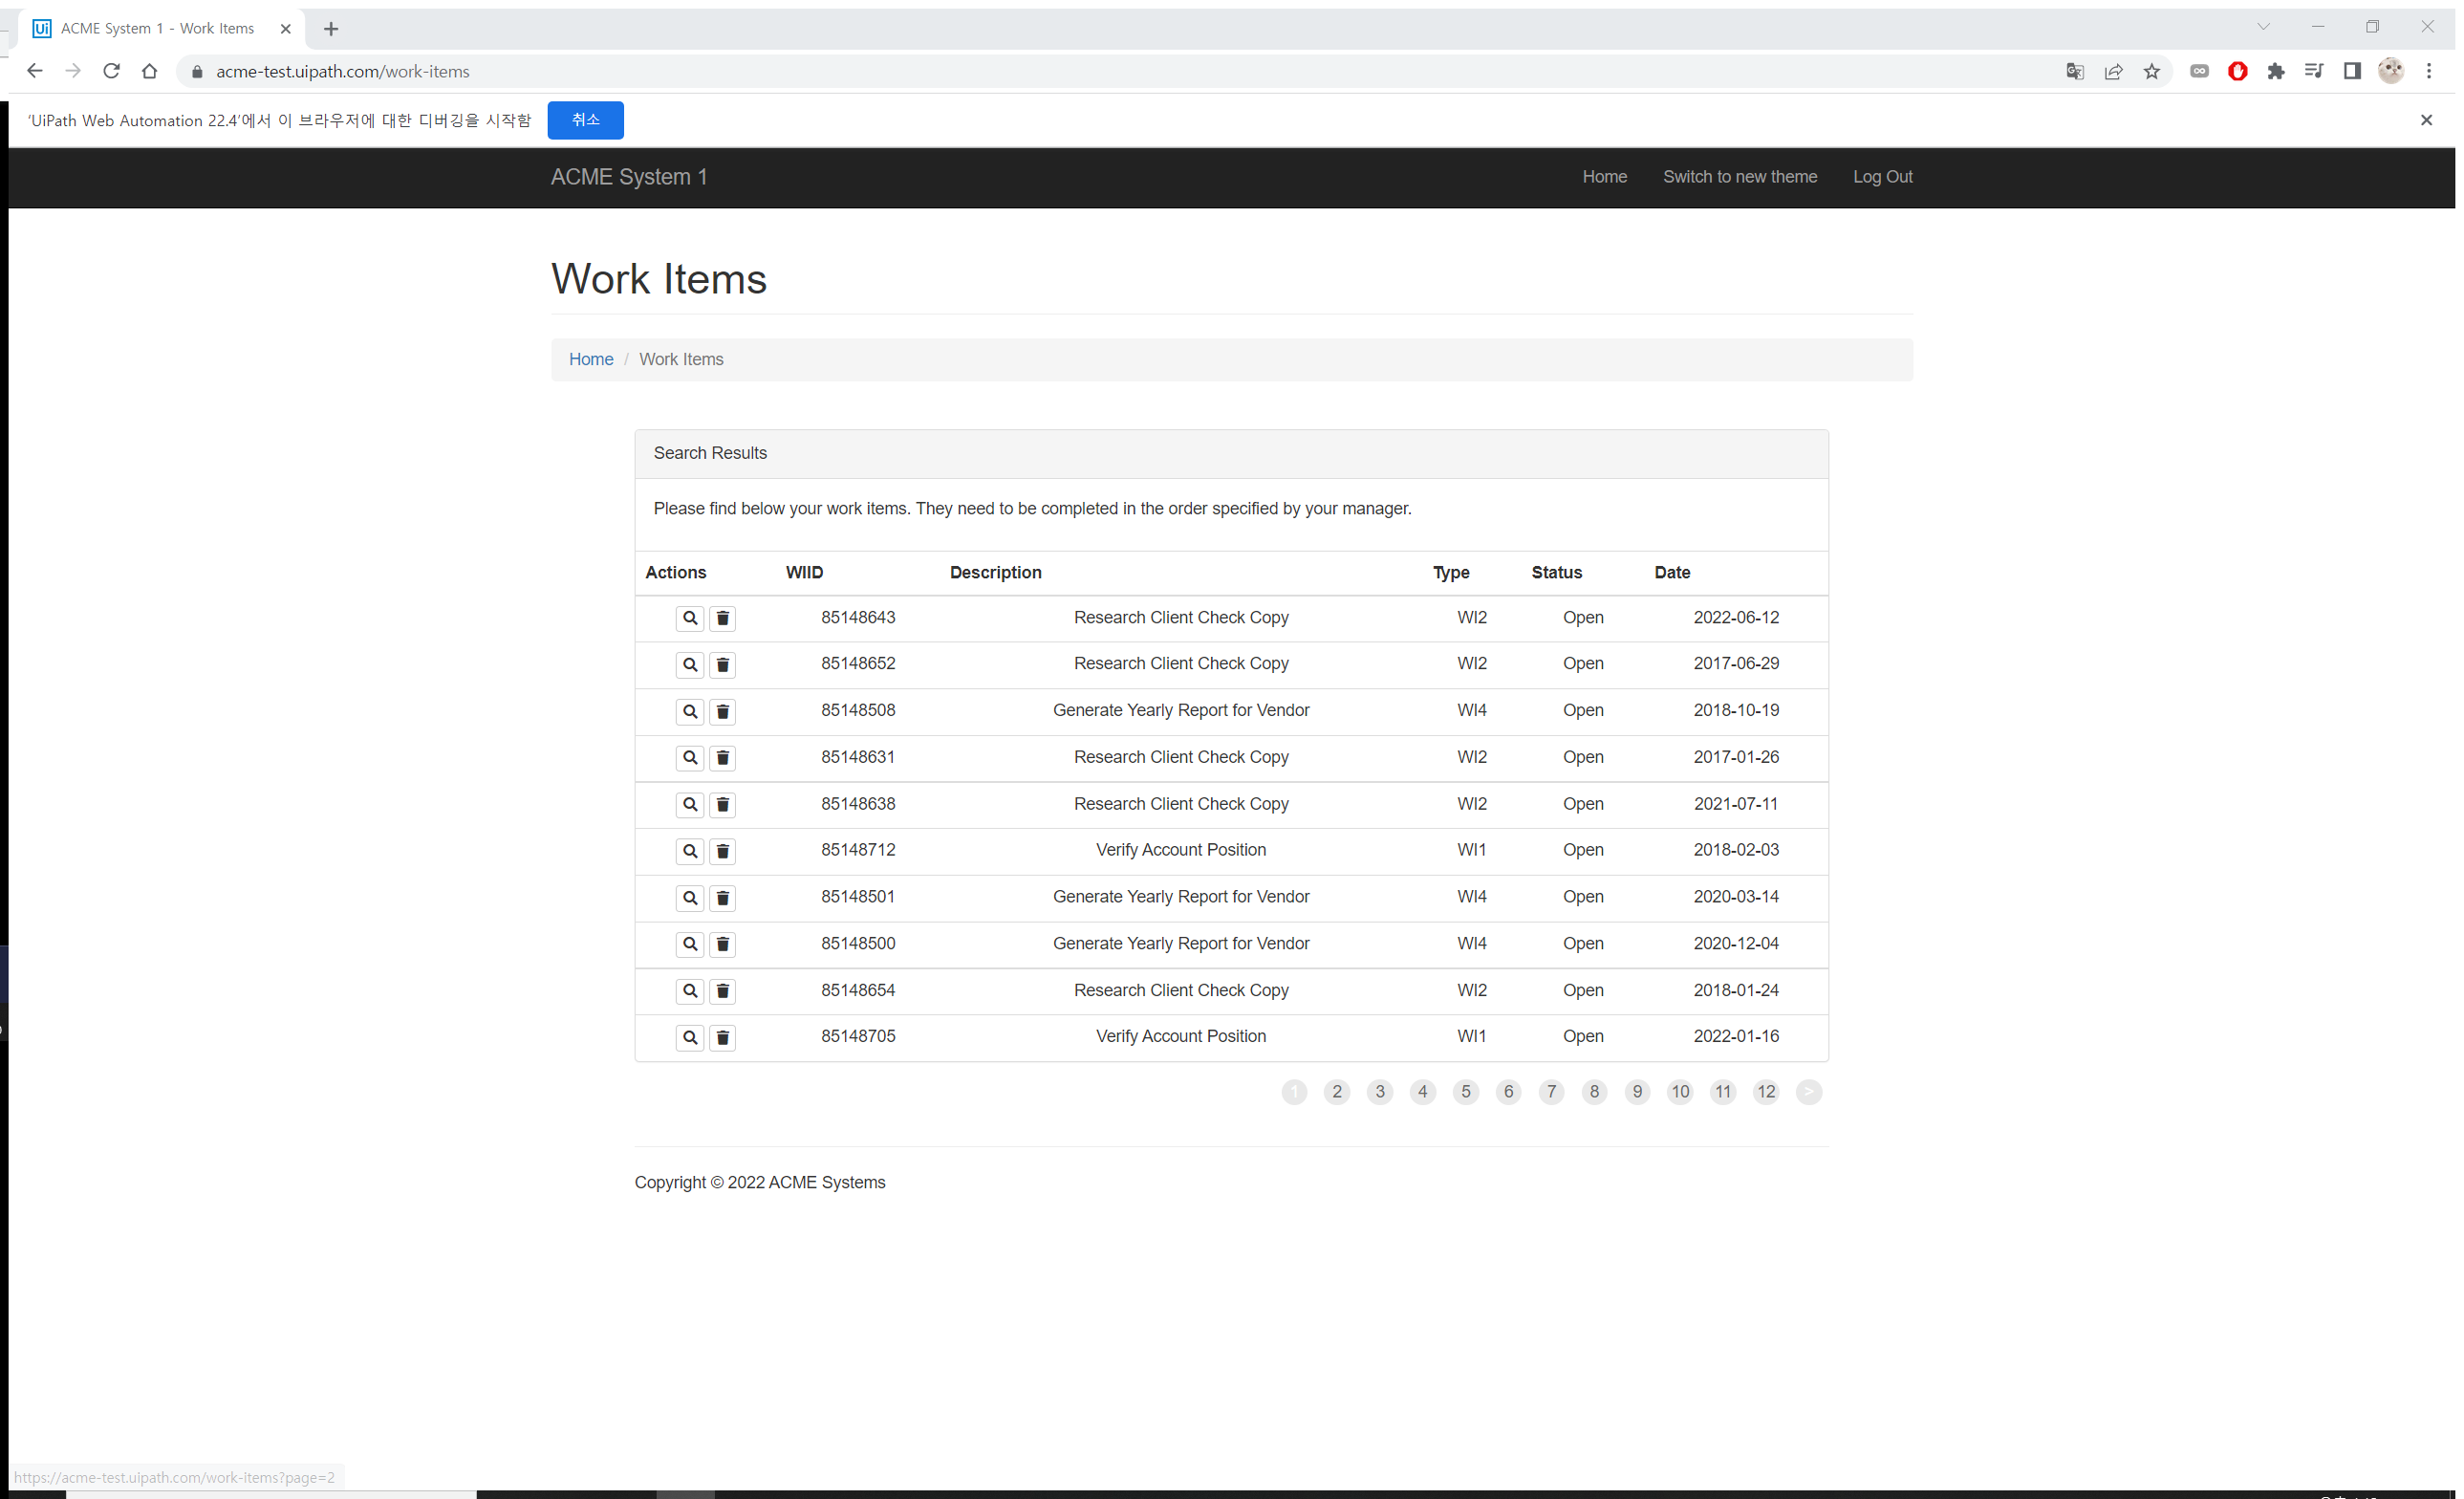 ACME System 1 - Work Items
acme-test.uipath.com/work-items
'UiPath Web Automation 22.4'에서 이 브라우저에 대한 디버깅을 시작함 취소
ACME System 1 Home Switch to new theme Log Out
Work Items
Home / Work Items
Search Results
Please find below your work items. They need to be completed in the order specified by your manager.
Actions WIID Description Type Status Date
85148643 Research Client Check Copy WI2 Open 2022-06-12
85148652 Research Client Check Copy WI2 Open 2017-06-29
85148508 Generate Yearly Report for Vendor WI4 Open 2018-10-19
85148631 Research Client Check Copy WI2 Open 2017-01-26
85148638 Research Client Check Copy WI2 Open 2021-07-11
85148712 Verify Account Position WI1 Open 2018-02-03
85148501 Generate Yearly Report for Vendor WI4 Open 2020-03-14
85148500 Generate Yearly Report for Vendor WI4 Open 2020-12-04
85148654 Research Client Check Copy WI2 Open 2018-01-24
85148705 Verify Account Position WI1 Open 2022-01-16
1 2 3 4 5 6 7 8 9 10 11 12 >
Copyright © 2022 ACME Systems
https://acme-test.uipath.com/work-items?page=2